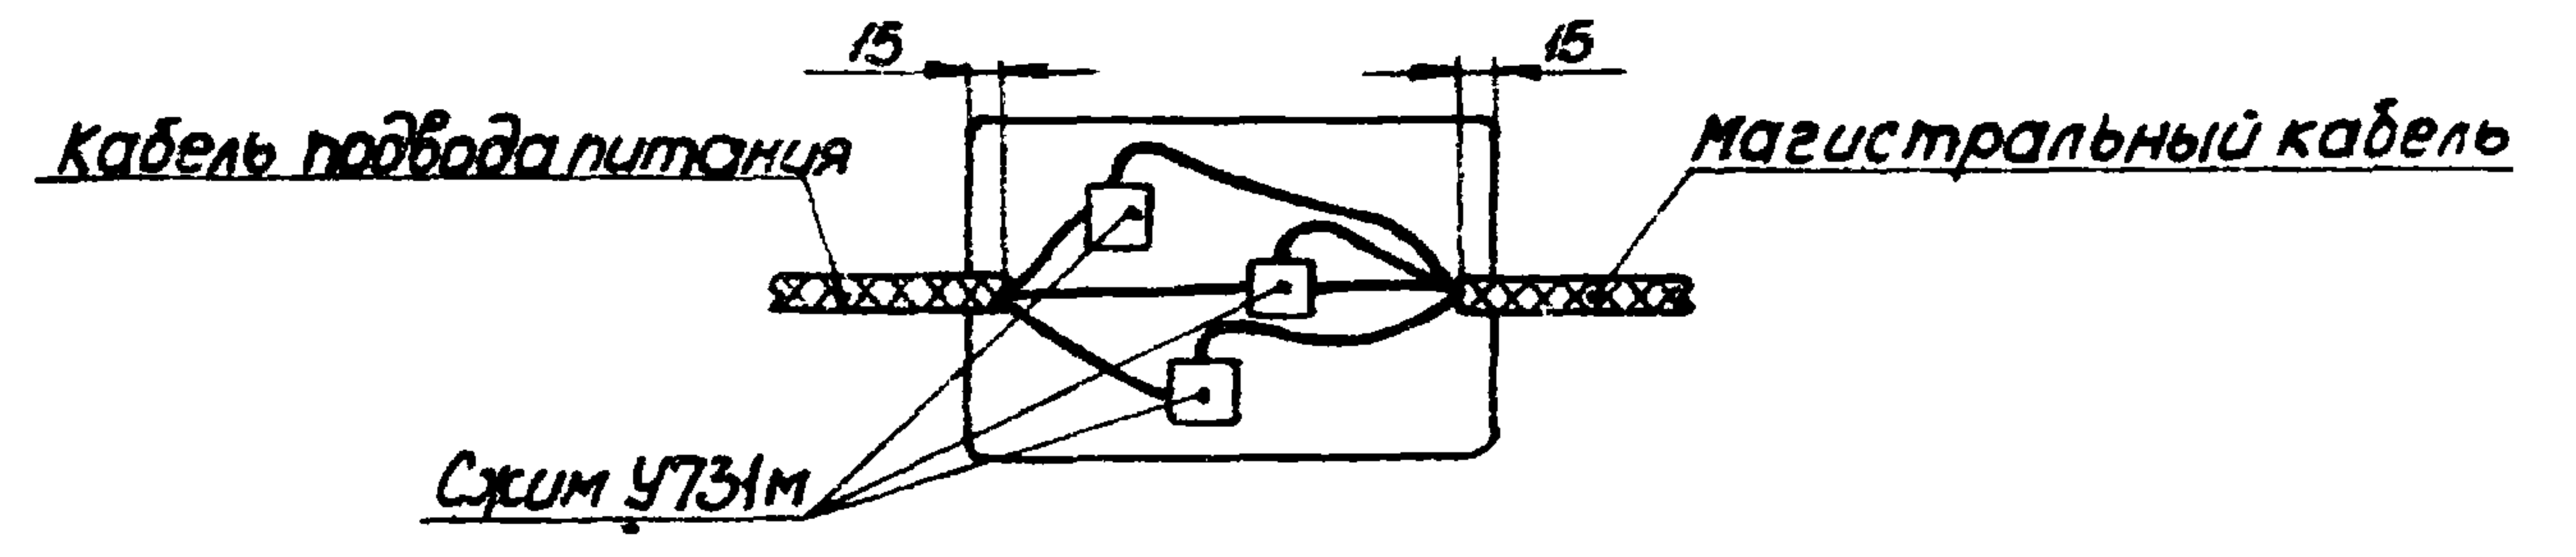 15
15
Кабель подвода питания
Магистральный кабель
Сжим У731м